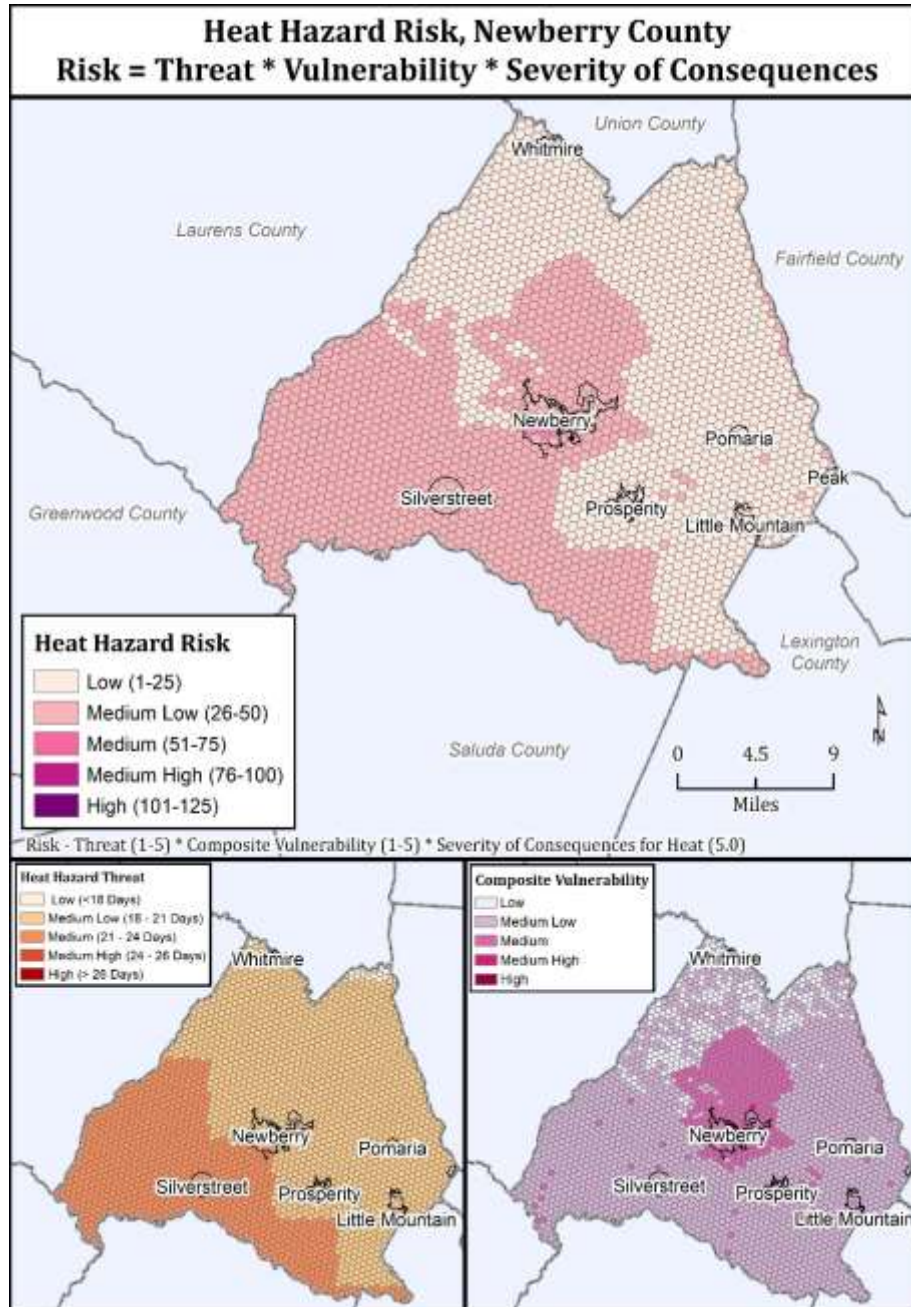 Heat Hazard Risk, Newberry County
Risk = Threat * Vulnerability * Severity of Consequences
Union County
Whitmire
Laurens County
Fairfield County
Newberry
Pomaria
Peak
Silverstreet
Prosperity
Greenwood County
Little Mountain
Heat Hazard Risk
Low (1-25)
Medium Low (26-50)
Medium (51-75)
Medium High (76-100)
High (101-125)
Lexington
County
Saluda County
N
0 4.5 9
Miles
Risk - Threat (1-5) * Composite Vulnerability (1-5) * Severity of Consequences for Heat (5.0)
Heat Hazard Threat
Low (<18 Days)
Medium Low (18 - 21 Days)
Medium (21 - 24 Days)
Medium High (24 - 26 Days)
High (> 26 Days)
Whitmire
Newberry
Pomaria
Silverstreet
Prosperity
Little Mountain
Composite Vulnerability
Low
Medium Low
Medium
Medium High
High
Whitmire
Newberry
Pomaria
Silverstreet
Prosperity
Little Mountain